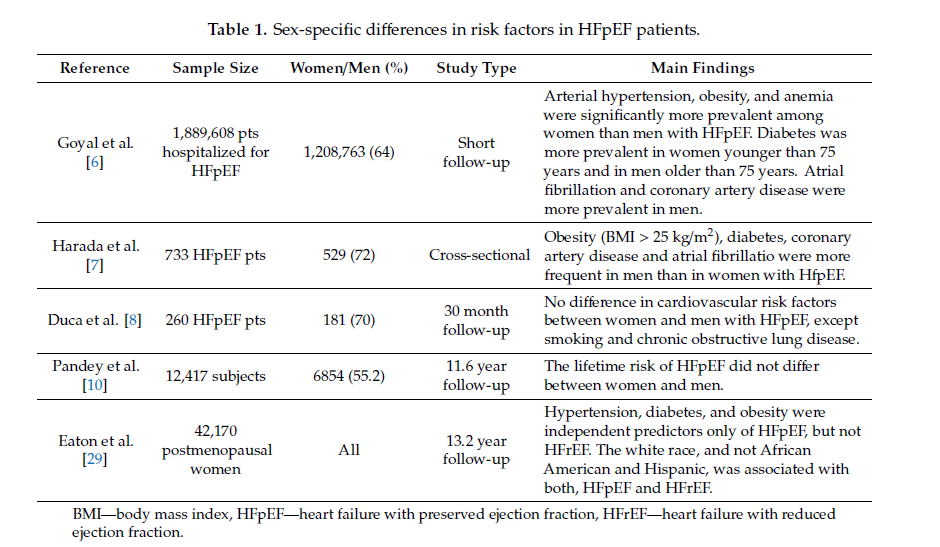 Table 1. Sex-specific differences in risk factors in HFpEF patients.
Reference Sample Size Women/Men (%) Study Type Main Findings
Goyal et al.
[6]
1,889,608 pts
hospitalized for
HFpEF
1,208,763 (64)
Short
follow-up
Arterial hypertension, obesity, and anemia
were significantly more prevalent among
women than men with HFpEF. Diabetes was
more prevalent in women younger than 75
years and in men older than 75 years. Atrial
fibrillation and coronary artery disease were
more prevalent in men.
Harada et al.
[7]
733 HFpEF pts
529 (72)
Cross-sectional
Obesity (BMI > 25 kg/m²), diabetes, coronary
artery disease and atrial fibrillatio were more
frequent in men than in women with HfpEF.
Duca et al. [8]
260 HFpEF pts
181 (70)
30 month
follow-up
No difference in cardiovascular risk factors
between women and men with HFpEF, except
smoking and chronic obstructive lung disease.
Pandey et al.
[10]
12,417 subjects
6854 (55.2)
11.6 year
follow-up
The lifetime risk of HFpEF did not differ
between women and men.
Eaton et al.
[29]
42,170
postmenopausal
women
All
13.2 year
follow-up
Hypertension, diabetes, and obesity were
independent predictors only of HFpEF, but not
HFrEF. The white race, and not African
American and Hispanic, was associated with
both, HFpEF and HFrEF.
BMI—body mass index, HFpEF—heart failure with preserved ejection fraction, HFrEF—heart failure with reduced
ejection fraction.